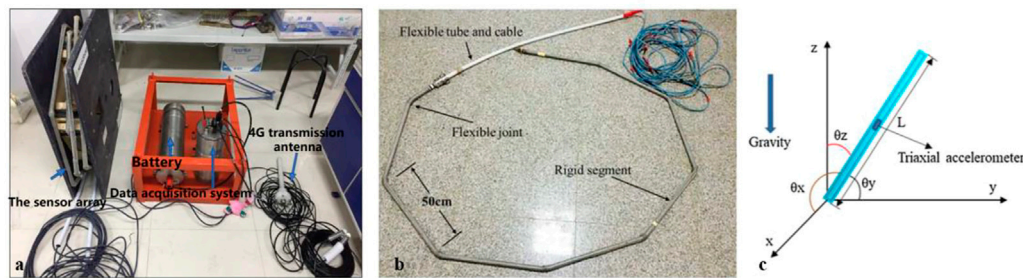 4G transmission
antenna
Battery
Data acquisition system
The sensor array
a
Flexible tube and cable
Flexible joint
Rigid segment
50cm
b
z
Gravity
θz
L
Triaxial accelerometer
θx
θy
y
x
c